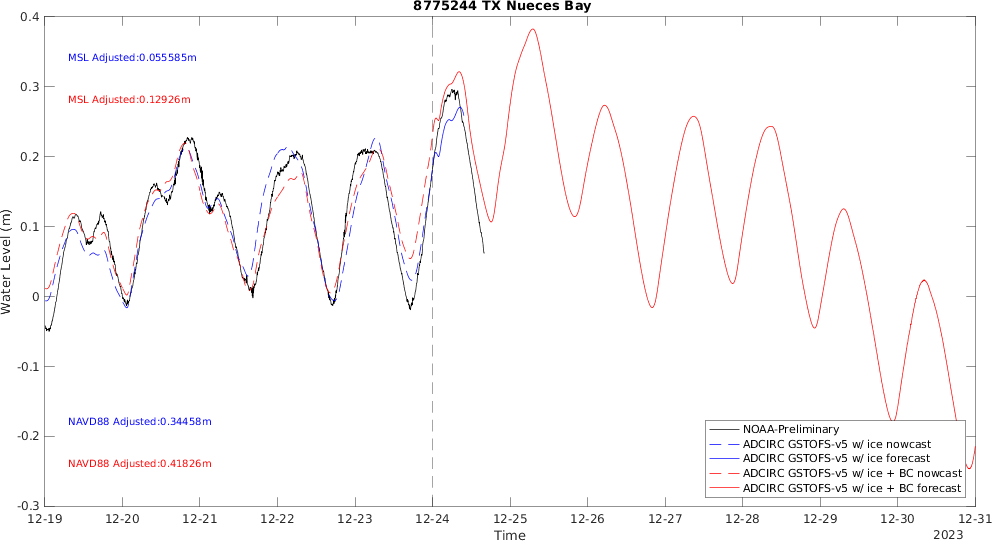 8775244 TX Nueces Bay
MSL Adjusted:0.055585m
MSL Adjusted:0.12926m
NAVD88 Adjusted:0.34458m
NAVD88 Adjusted:0.41826m
Water Level (m)
0.4
0.3
0.2
0.1
0
-0.1
-0.2
-0.3
NOAA-Preliminary
ADCIRC GSTOFS-v5 w/ ice nowcast
ADCIRC GSTOFS-v5 w/ ice forecast
ADCIRC GSTOFS-v5 w/ ice + BC nowcast
ADCIRC GSTOFS-v5 w/ ice + BC forecast
12-19 12-20 12-21 12-22 12-23 12-24 12-25 12-26 12-27 12-28 12-29 12-30 12-31
Time
2023